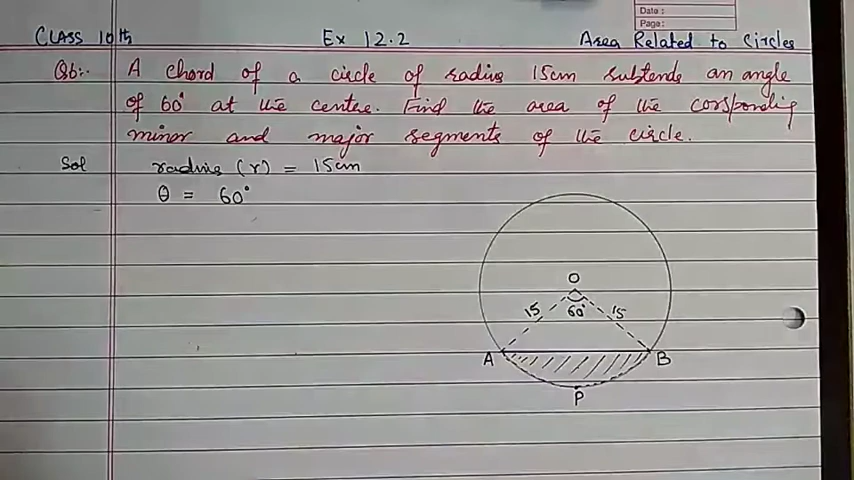 Date :
Page :
CLASS 10th Ex 12.2 Area Related to Circles
Q6:- A chord of a circle of radius 15cm subtends an angle
of 60° at the centre. Find the area of the corsponding
minor and major segments of the circle.
Sol radius (r) = 15cm
θ = 60°
O
15 60° 15
A B
P